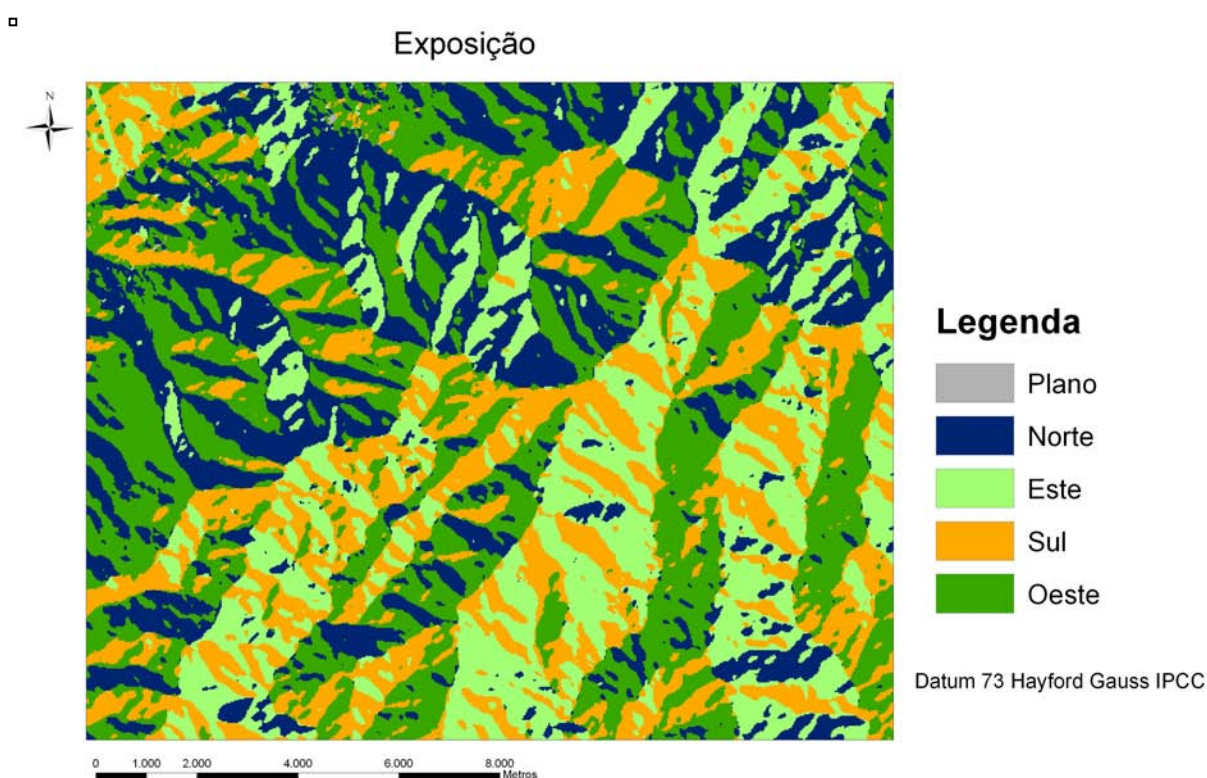 Exposição
N
Legenda
Plano
Norte
Este
Sul
Oeste
Datum 73 Hayford Gauss IPCC
0 1.000 2.000 4.000 6.000 8.000
Metros